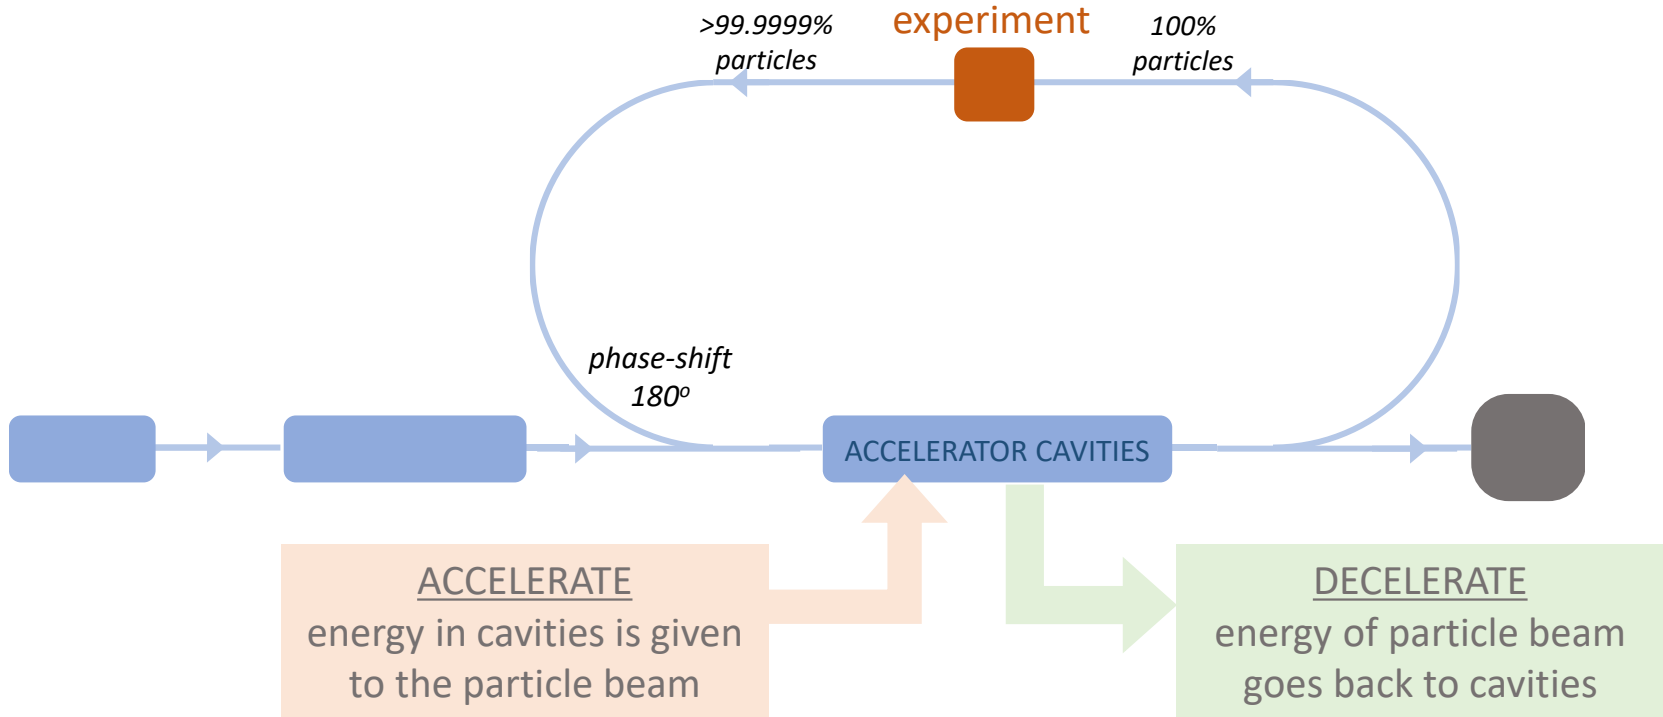 >99.9999%
particles
experiment
100%
particles
phase-shift
180º
ACCELERATOR CAVITIES
ACCELERATE
energy in cavities is given
to the particle beam
DECELERATE
energy of particle beam
goes back to cavities